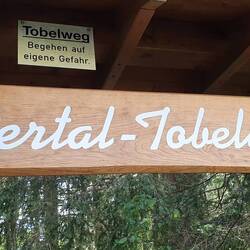 Tobelweg
Begehen auf
eigene Gefahr.
ertal-Tobel